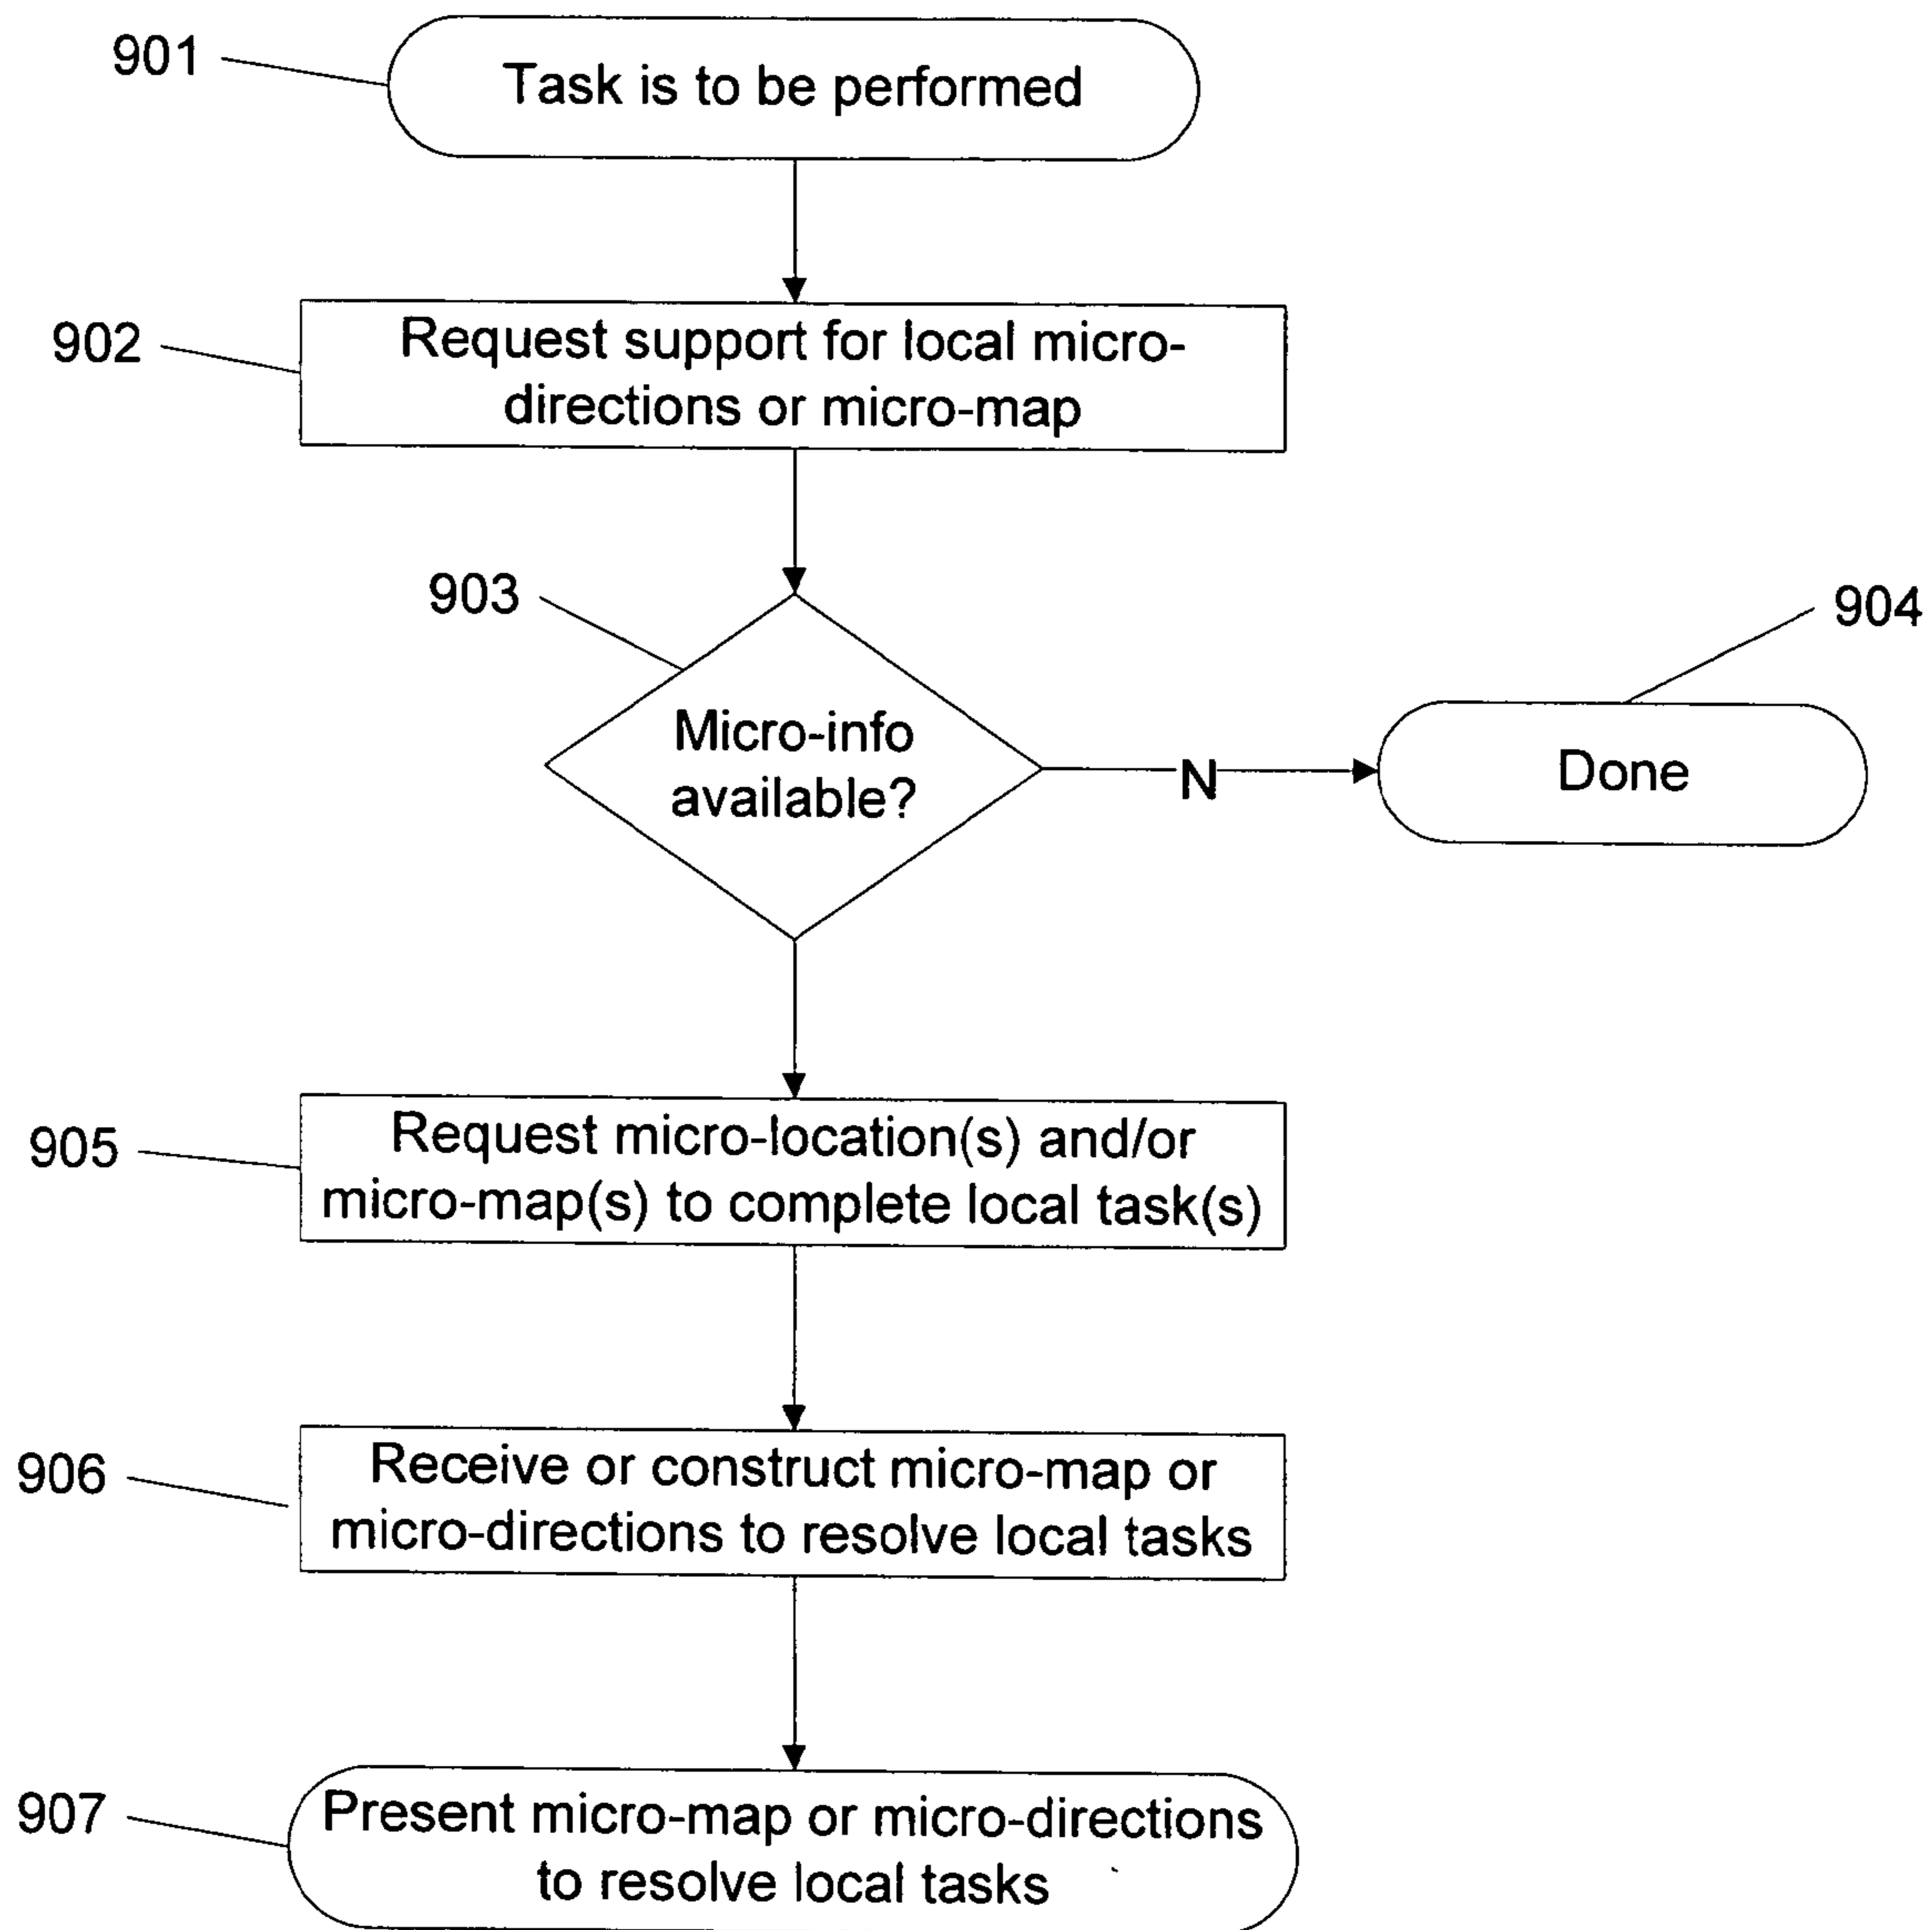 901
Task is to be performed
902
Request support for local micro-
directions or micro-map
903
904
Micro-info
available?
N
Done
905
Request micro-location(s) and/or
micro-map(s) to complete local task(s)
906
Receive or construct micro-map or
micro-directions to resolve local tasks
907
Present micro-map or micro-directions
to resolve local tasks